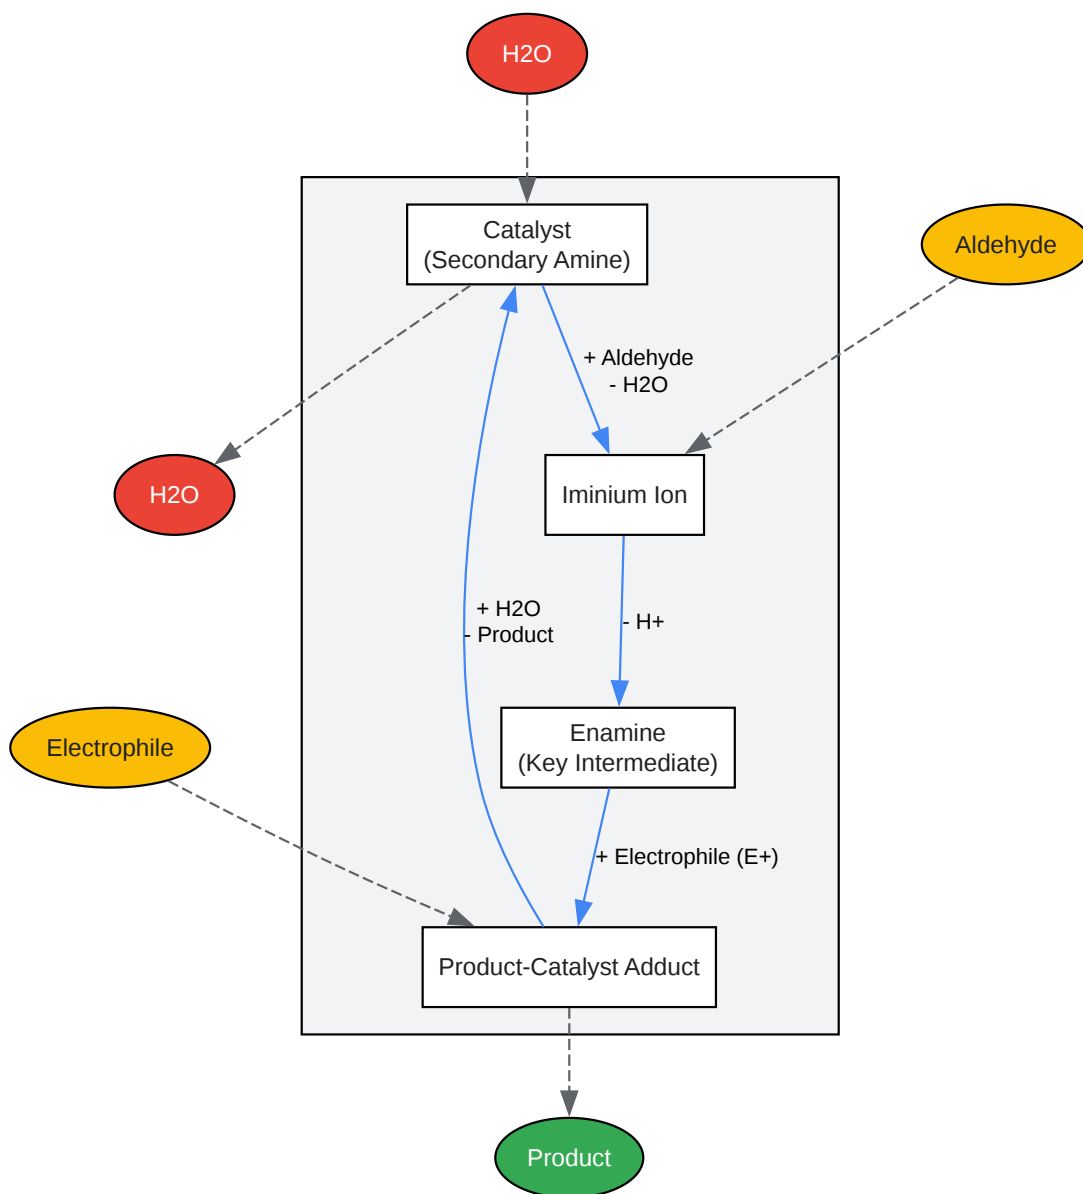 H2O
Catalyst
(Secondary Amine)
Aldehyde
+ Aldehyde
- H2O
H2O
Iminium Ion
+ H2O
- Product
- H+
Electrophile
Enamine
(Key Intermediate)
+ Electrophile (E+)
Product-Catalyst Adduct
Product